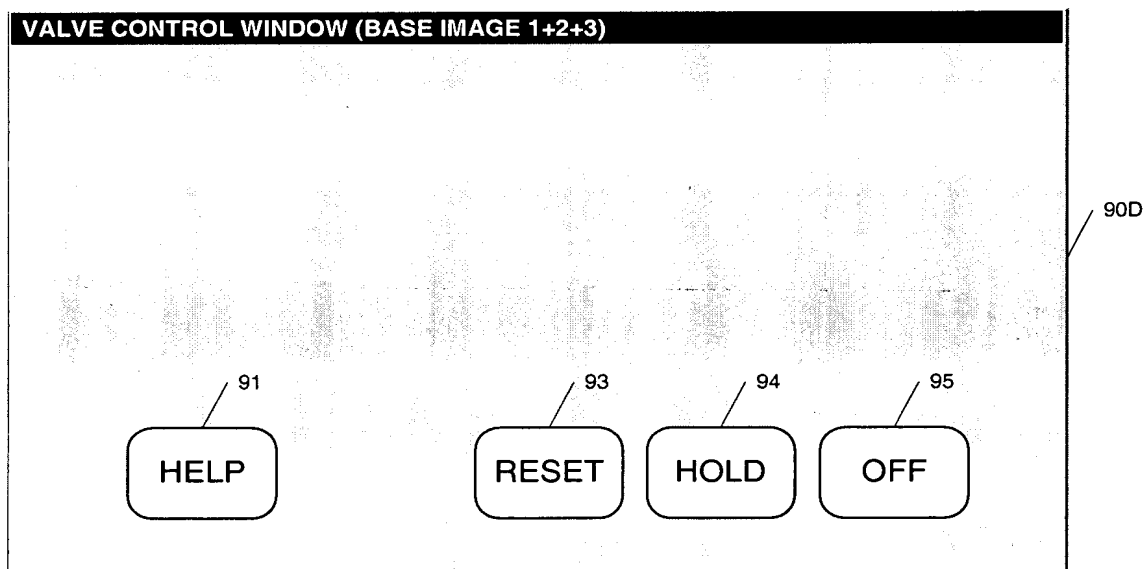 VALVE CONTROL WINDOW (BASE IMAGE 1+2+3)
90D
91 93 94 95
HELP RESET HOLD OFF